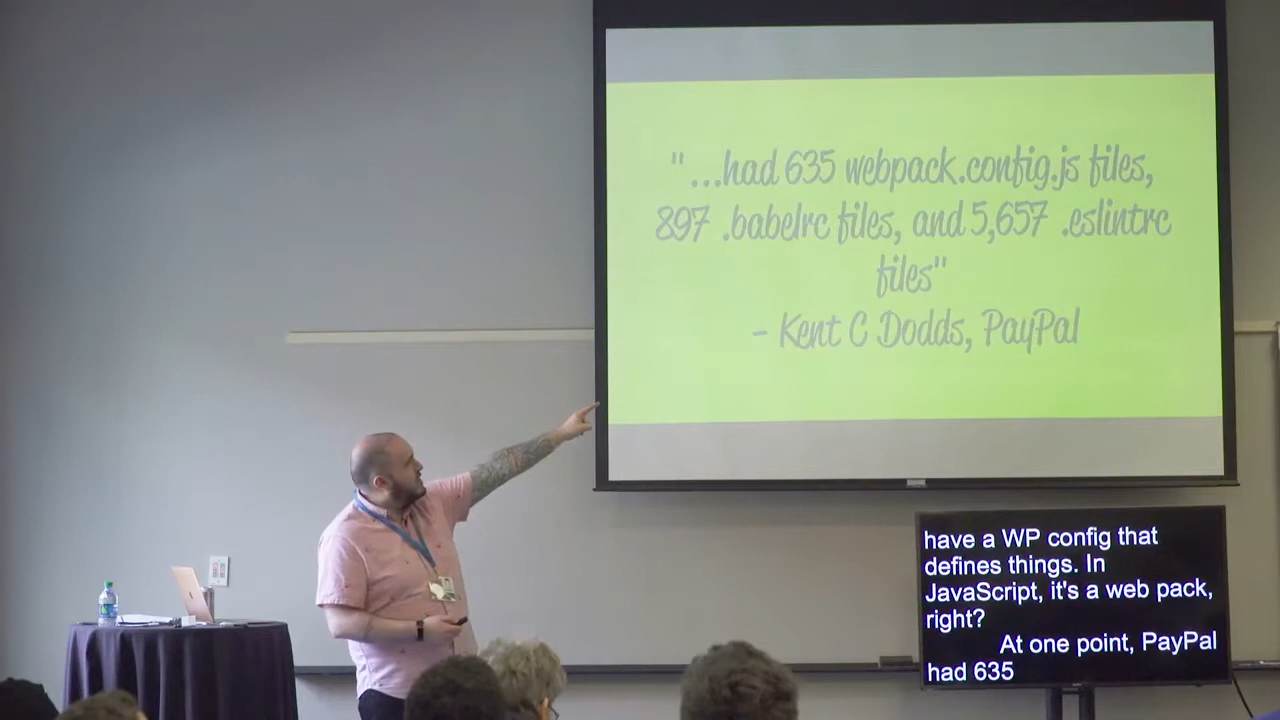 "...had 635 webpack.config.js files,
897 .babelrc files, and 5,657 .eslintrc
files"
- Kent C Dodds, PayPal
have a WP config that
defines things. In
JavaScript, it's a web pack,
right?
At one point, PayPal
had 635